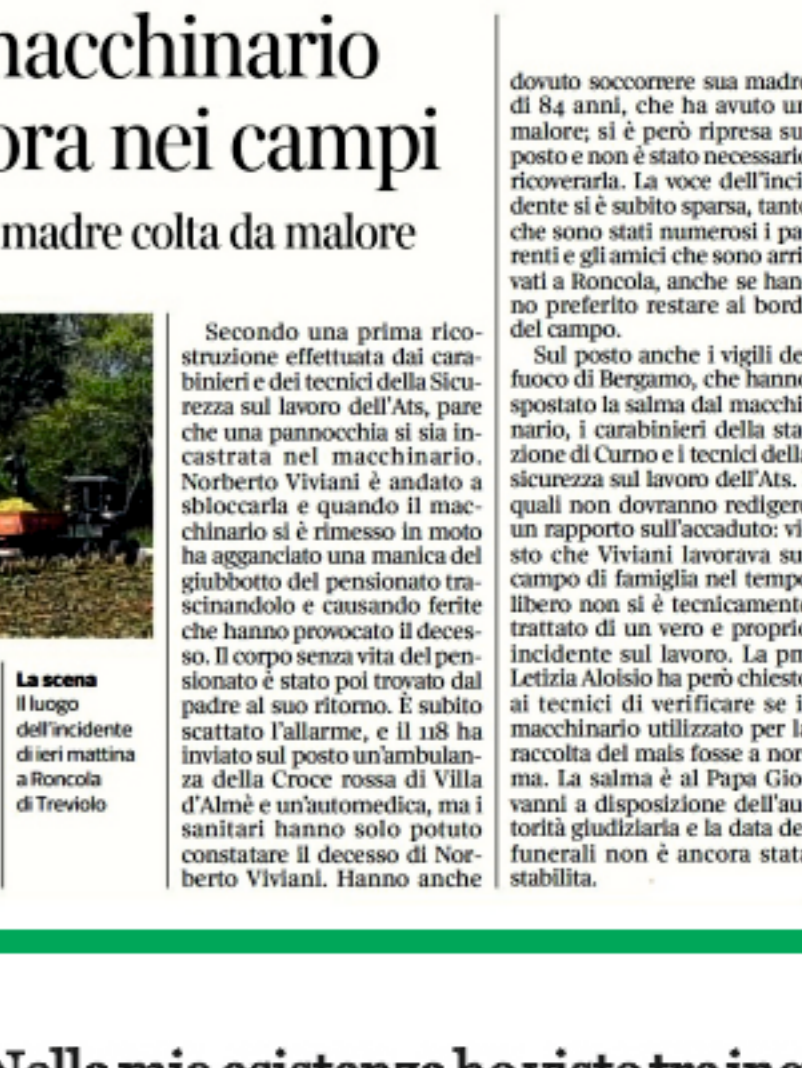 macchinario
ora nei campi
madre colta da malore
La scena
Il luogo
dell'incidente
di ieri mattina
a Roncola
di Treviolo
Secondo una prima rico-
struzione effettuata dai cara-
binieri e dei tecnici della Sicu-
rezza sul lavoro dell'Ats, pare
che una pannocchia si sia in-
castrata nel macchinario.
Norberto Viviani è andato a
sbloccarla e quando il mac-
chinario si è rimesso in moto
ha agganciato una manica del
giubbotto del pensionato tra-
scinandolo e causando ferite
che hanno provocato il deces-
so. Il corpo senza vita del pen-
sionato è stato poi trovato dal
padre al suo ritorno. È subito
scattato l'allarme, e il 118 ha
inviato sul posto un'ambulan-
za della Croce rossa di Villa
d'Almè e un'automedica, ma i
sanitari hanno solo potuto
constatare il decesso di Nor-
berto Viviani. Hanno anche
dovuto soccorrere sua madre
di 84 anni, che ha avuto un
malore; si è però ripresa su
posto e non è stato necessario
ricoverarla. La voce dell'inci
dente si è subito sparsa, tanto
che sono stati numerosi i pa
renti e gli amici che sono arri
vati a Roncola, anche se han
no preferito restare ai bord
del campo.
Sul posto anche i vigili de
fuoco di Bergamo, che hanno
spostato la salma dal macchi
nario, i carabinieri della sta
zione di Curno e i tecnici della
sicurezza sul lavoro dell'Ats.
quali non dovranno redigere
un rapporto sull'accaduto: vi
sto che Viviani lavorava su
campo di famiglia nel tempo
libero non si è tecnicamente
trattato di un vero e proprio
incidente sul lavoro. La pm
Letizia Aloisio ha però chiesto
ai tecnici di verificare se i
macchinario utilizzato per la
raccolta del mais fosse a nor
ma. La salma è al Papa Gio
vanni a disposizione dell'au
torità giudiziaria e la data de
funerali non è ancora stata
stabilita.
Nella mia esistenza ho visto tre in